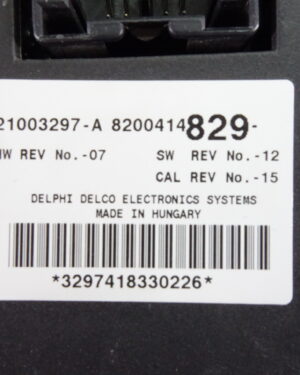 21003297-A 8200414829-
HW REV No.-07 SW REV No.-12
CAL REV No.-15
DELPHI DELCO ELECTRONICS SYSTEMS
MADE IN HUNGARY
*3297418330226*